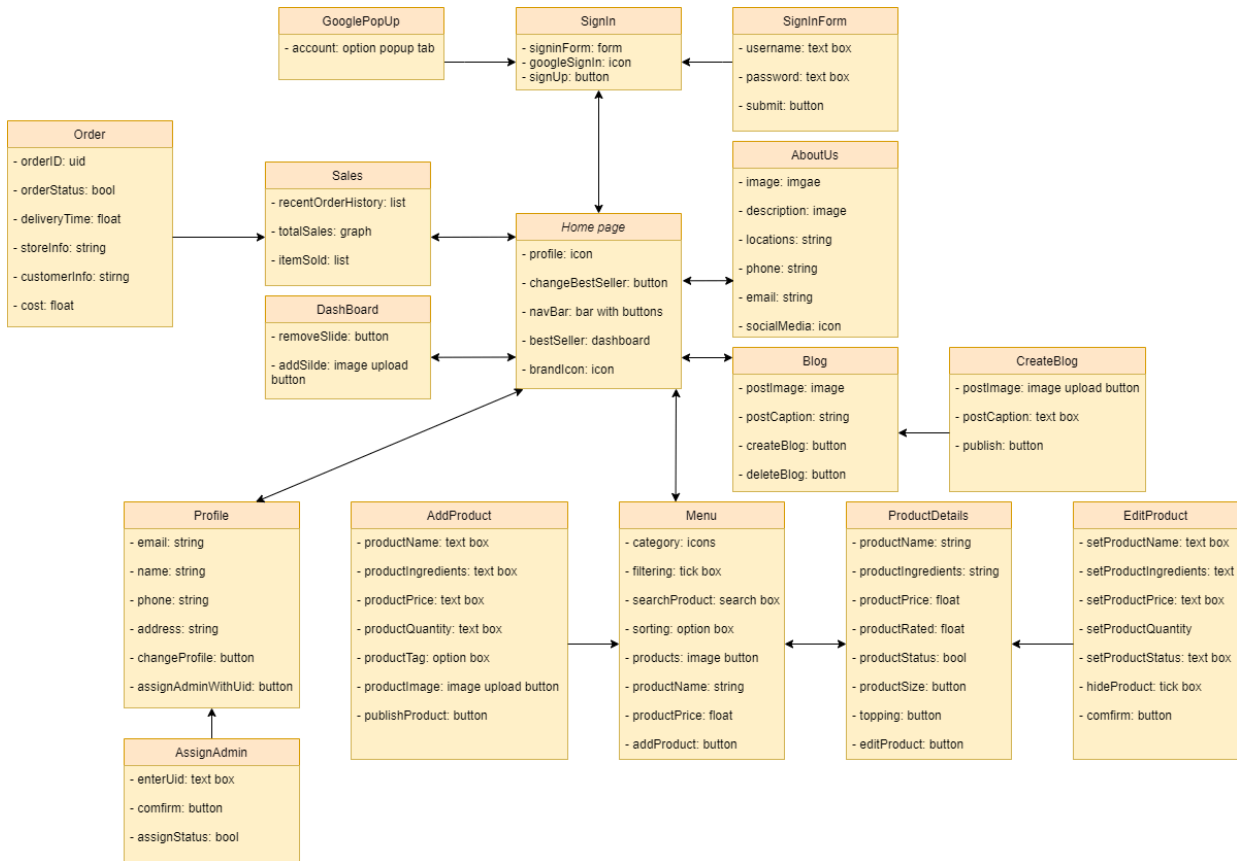 GooglePopUp
- account: option popup tab
SignIn
- signinForm: form
- googleSignIn: icon
- signUp: button
SignInForm
- username: text box
- password: text box
- submit: button
Order
- orderID: uid
- orderStatus: bool
- deliveryTime: float
- storeInfo: string
- customerInfo: stirng
- cost: float
Sales
- recentOrderHistory: list
- totalSales: graph
- itemSold: list
Home page
- profile: icon
- changeBestSeller: button
- navBar: bar with buttons
- bestSeller: dashboard
- brandIcon: icon
AboutUs
- image: imgae
- description: image
- locations: string
- phone: string
- email: string
- socialMedia: icon
DashBoard
- removeSlide: button
- addSilde: image upload
button
Blog
- postImage: image
- postCaption: string
- createBlog: button
- deleteBlog: button
CreateBlog
- postImage: image upload button
- postCaption: text box
- publish: button
Profile
- email: string
- name: string
- phone: string
- address: string
- changeProfile: button
- assignAdminWithUid: button
AddProduct
- productName: text box
- productIngredients: text box
- productPrice: text box
- productQuantity: text box
- productTag: option box
- productImage: image upload button
- publishProduct: button
Menu
- category: icons
- filtering: tick box
- searchProduct: search box
- sorting: option box
- products: image button
- productName: string
- productPrice: float
- addProduct: button
ProductDetails
- productName: string
- productIngredients: string
- productPrice: float
- productRated: float
- productStatus: bool
- productSize: button
- topping: button
- editProduct: button
EditProduct
- setProductName: text box
- setProductIngredients: text
- setProductPrice: text box
- setProductQuantity
- setProductStatus: text box
- hideProduct: tick box
- comfirm: button
AssignAdmin
- enterUid: text box
- comfirm: button
- assignStatus: bool